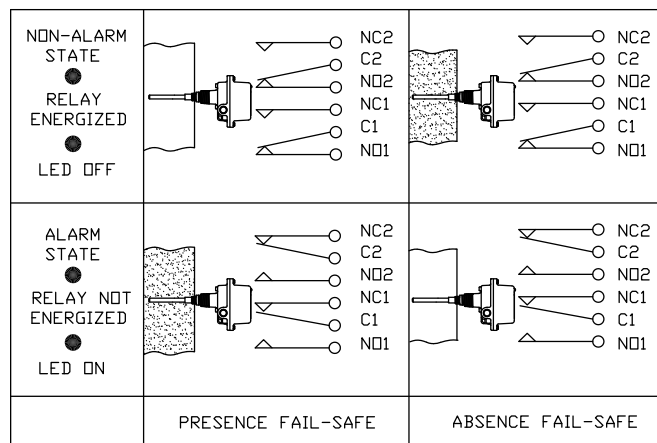 NON-ALARM
STATE
RELAY
ENERGIZED
LED OFF
NC2
C2
NO2
NC1
C1
NO1
NC2
C2
NO2
NC1
C1
NO1
ALARM
STATE
RELAY NOT
ENERGIZED
LED ON
NC2
C2
NO2
NC1
C1
NO1
NC2
C2
NO2
NC1
C1
NO1
PRESENCE FAIL-SAFE
ABSENCE FAIL-SAFE